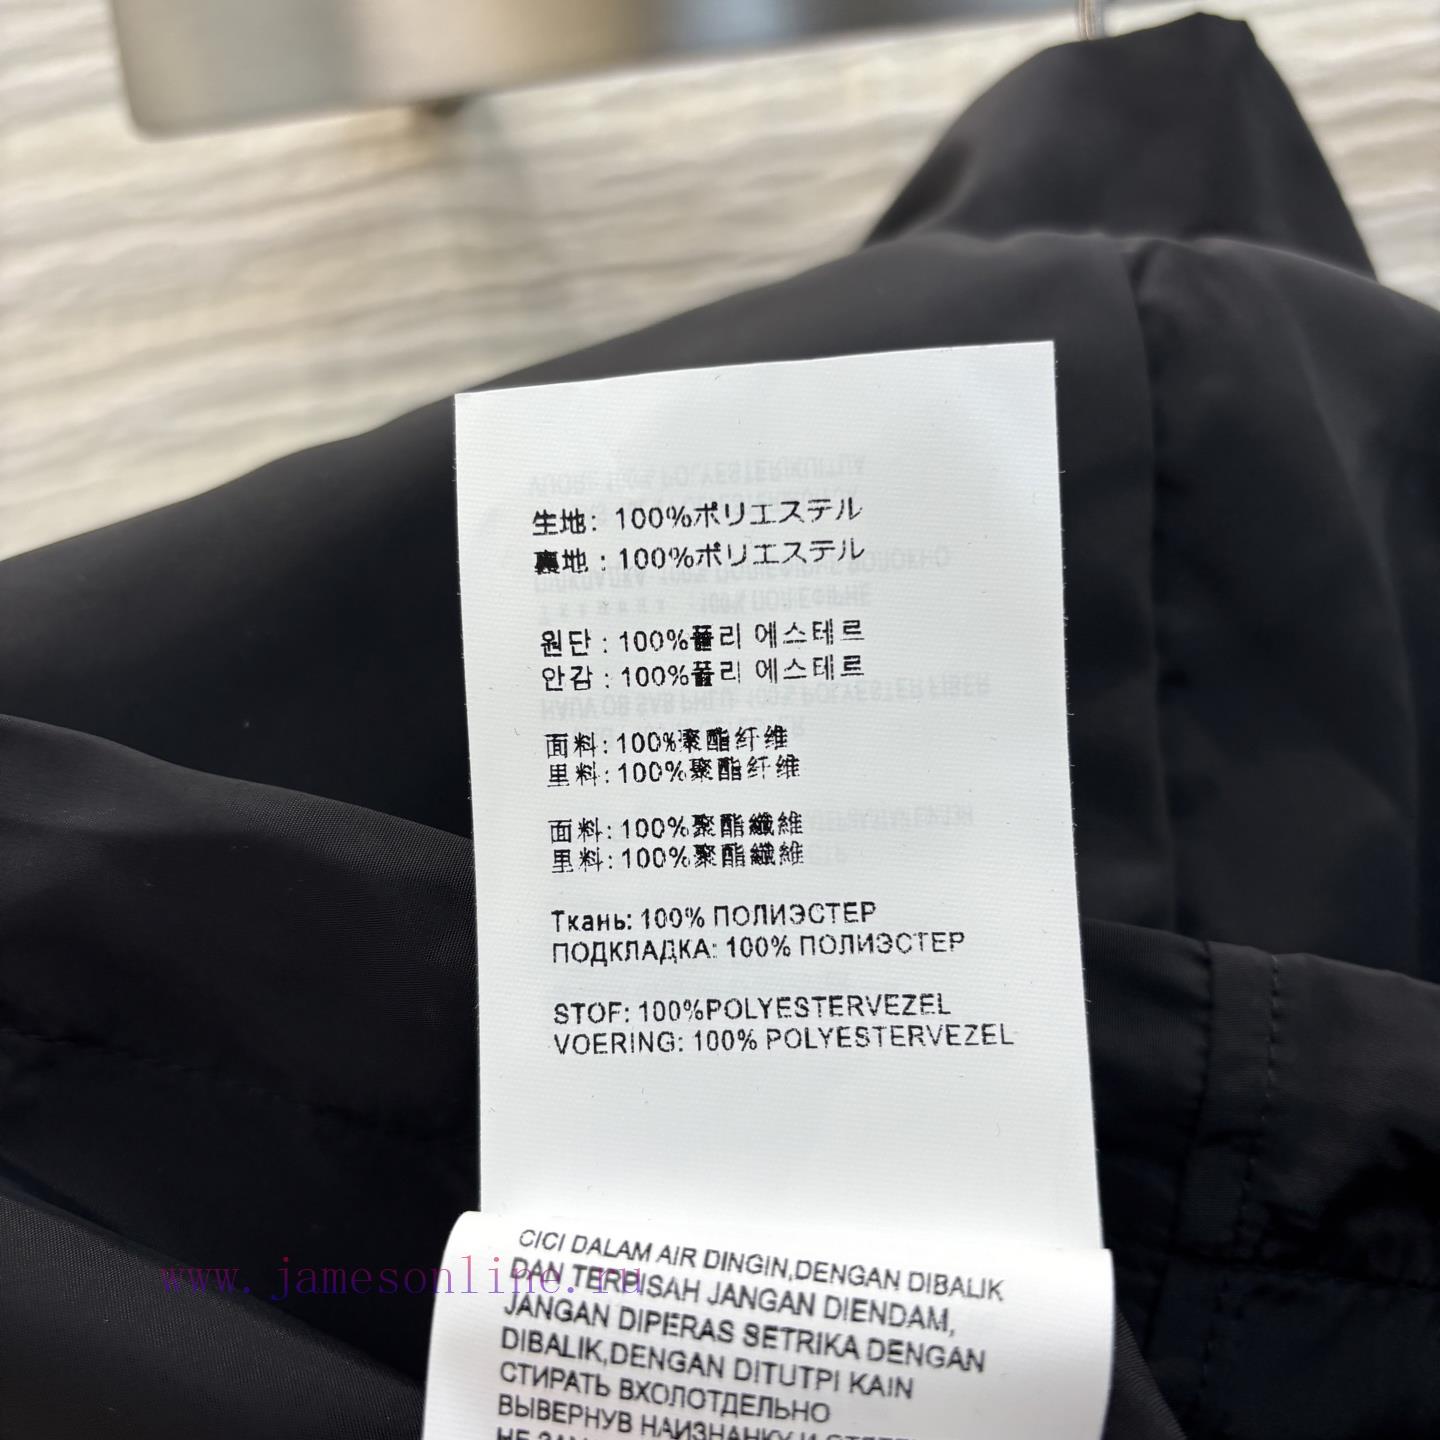 生地: 100%ポリエステル
裏地: 100%ポリエステル
원단: 100%폴리 에스테르
안감: 100%폴리 에스테르
面料: 100%聚酯纤维
里料: 100%聚酯纤维
面料: 100%聚酯纖維
里料: 100%聚酯纖維
Ткань: 100% ПОЛИЭСТЕР
ПОДКЛАДКА: 100% ПОЛИЭСТЕР
STOF: 100%POLYESTERVEZEL
VOERING: 100% POLYESTERVEZEL
CICI DALAM AIR DINGIN,DENGAN DIBALIK
DAN TERPISAH JANGAN DIENDAM,
www.jamesonline.ru
JANGAN DIPERAS SETRIKA DENGAN
DIBALIK,DENGAN DITUTPI KAIN
СТИРАТЬ ВХОЛОТДЕЛЬНО
ВЫВЕРНУВ НАИЗНАНКУ И